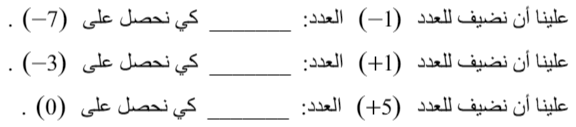 علينا أن نضيف للعدد (−1) العدد: ________ كي نحصل على (−7) .
علينا أن نضيف للعدد (+1) العدد: ________ كي نحصل على (−3) .
علينا أن نضيف للعدد (+5) العدد: ________ كي نحصل على (0) .